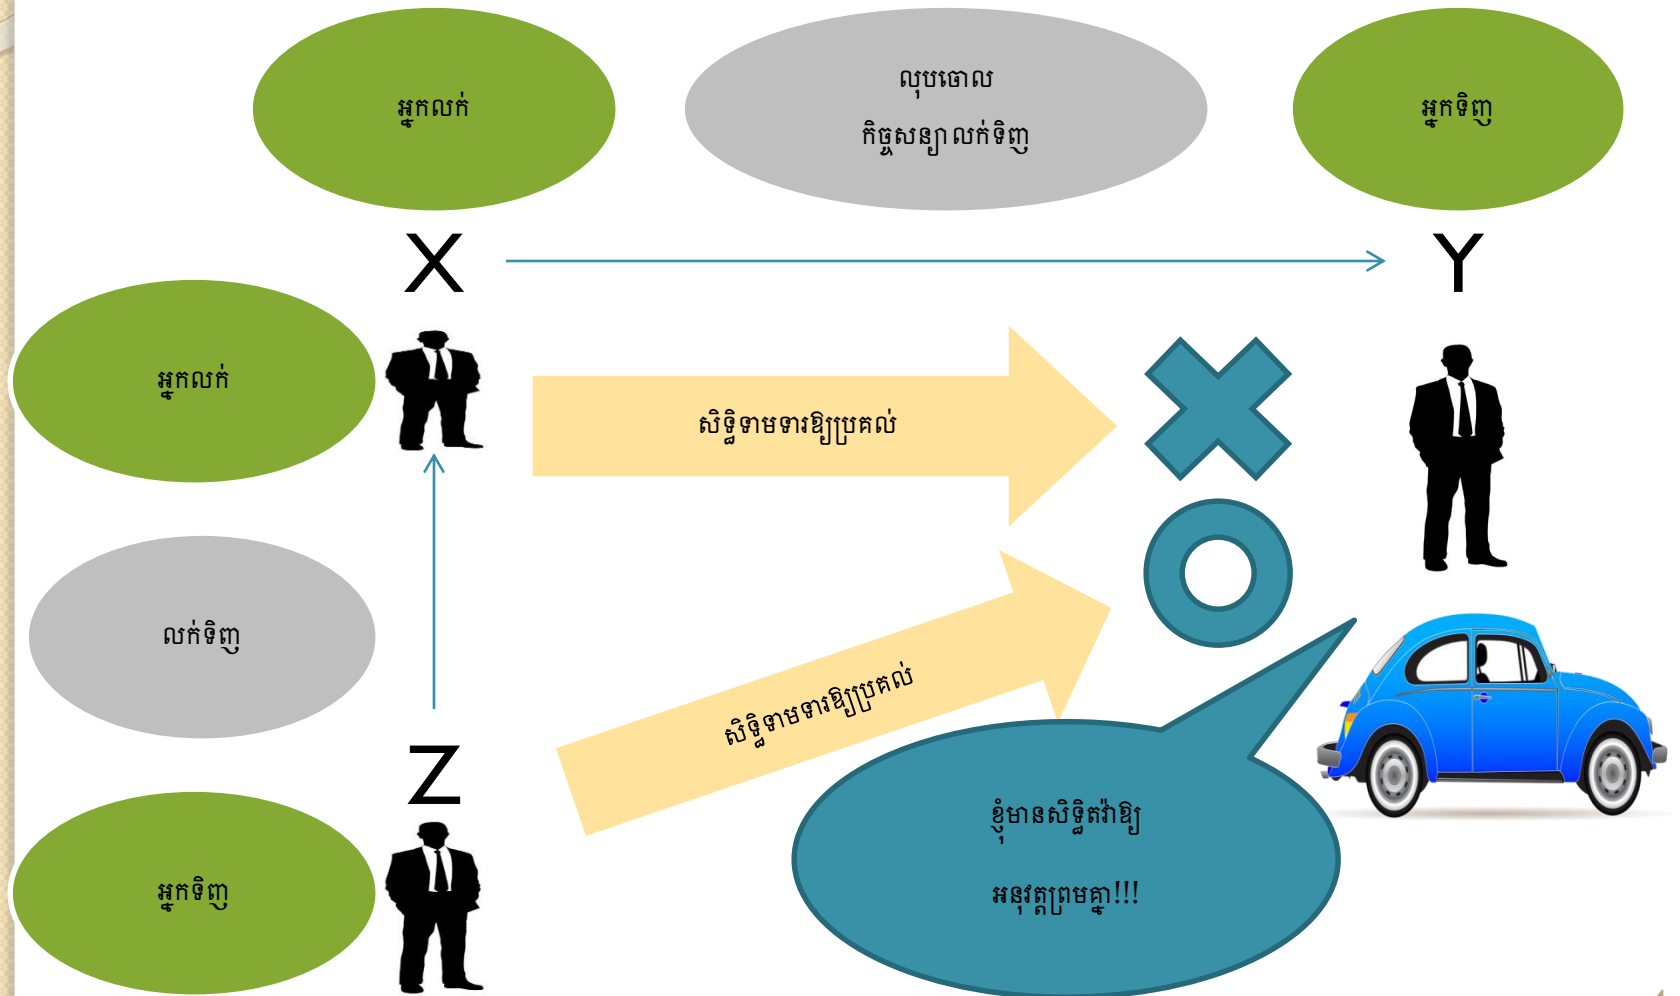 អ្នកលក់
លុបចោល
កិច្ចសន្យាលក់ទិញ
អ្នកទិញ
X
Y
អ្នកលក់
សិទ្ធិទាមទារឱ្យប្រគល់
លក់ទិញ
សិទ្ធិទាមទារឱ្យប្រគល់
Z
អ្នកទិញ
ខ្ញុំមានសិទ្ធិតវ៉ាឱ្យ
អនុវត្តព្រមគ្នា!!!